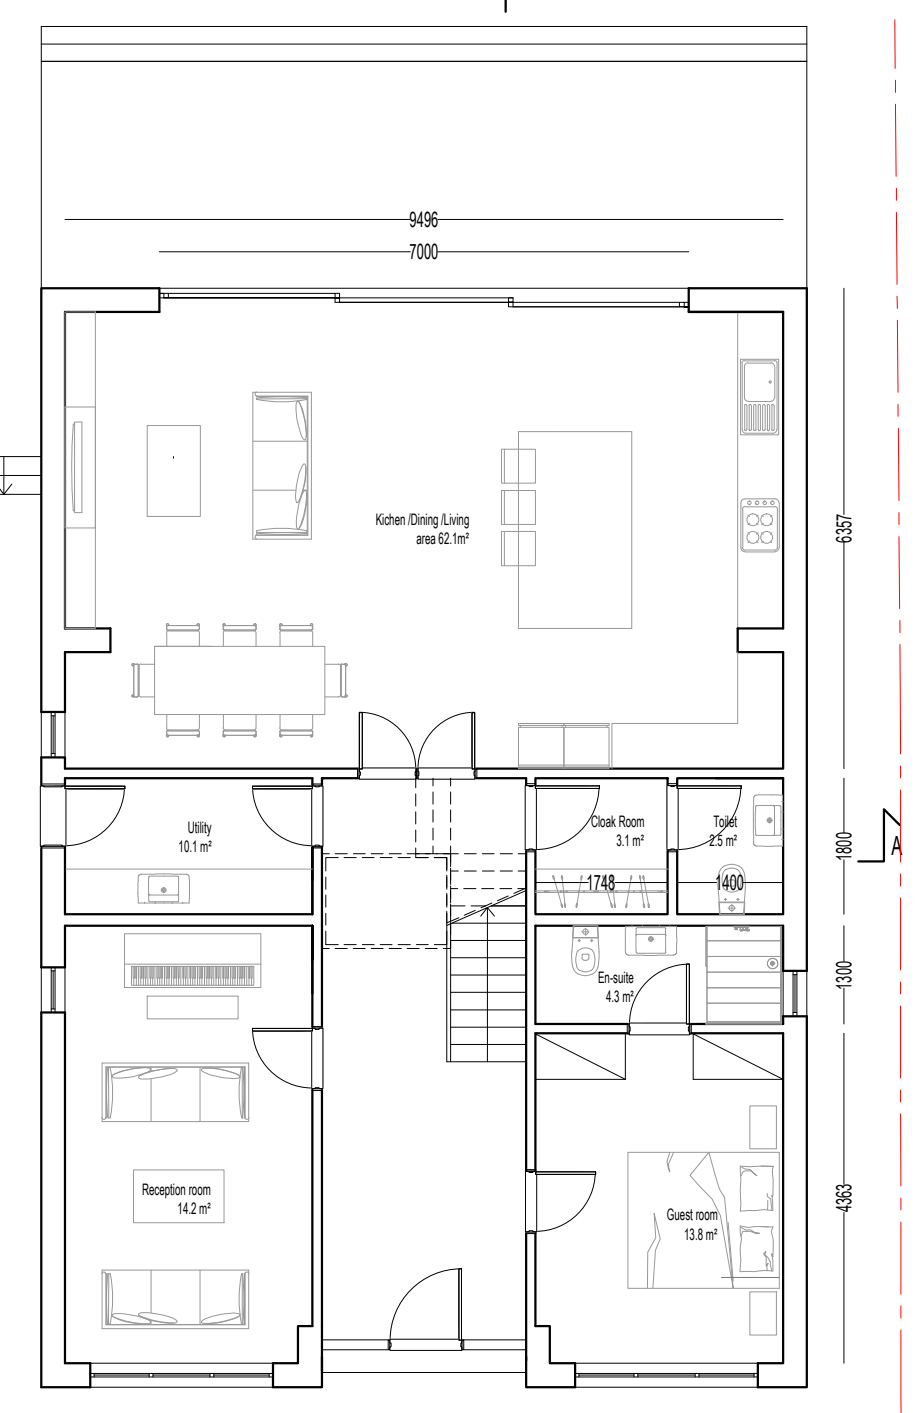 9496
7000
Kichen /Dining /Living
area 62.1m²
6357
Utility
10.1 m²
Cloak Room
3.1 m²
Toilet
2.5 m²
1800
A
1748
1400
En-suite
4.3 m²
1300
Reception room
14.2 m²
Guest room
13.8 m²
4363